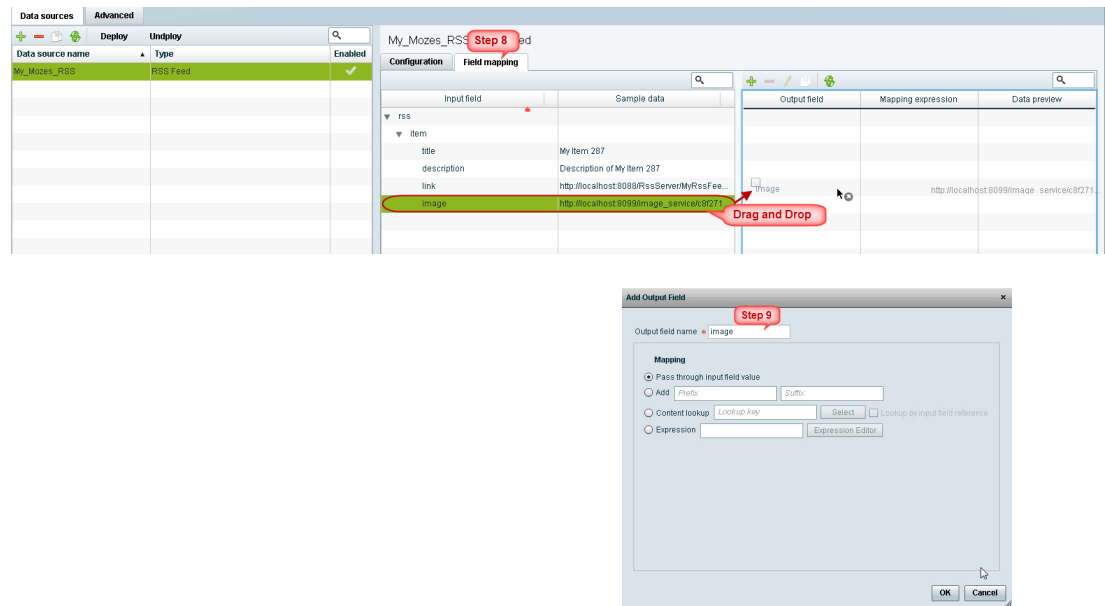 Data sources Advanced
Deploy Undploy
Data source name Type Enabled
My_Mozes_RSS RSS Feed
My_Mozes_RSS Step 8 ed
Configuration Field mapping
Input field Sample data
rss
item
title My Item 287
description Description of My Item 287
link http://localhost:8088/RssServer/MyRssFee...
image http://localhost:8099/image_service/c8f271...
Output field Mapping expression Data preview
image http://localhost:8099/image_service/c8f271...
Drag and Drop
Add Output Field ×
Step 9
Output field name * image
Mapping
Pass through input field value
Add Prefix Suffix
Content lookup Lookup key Select Lookup by input field reference
Expression Expression Editor
OK Cancel